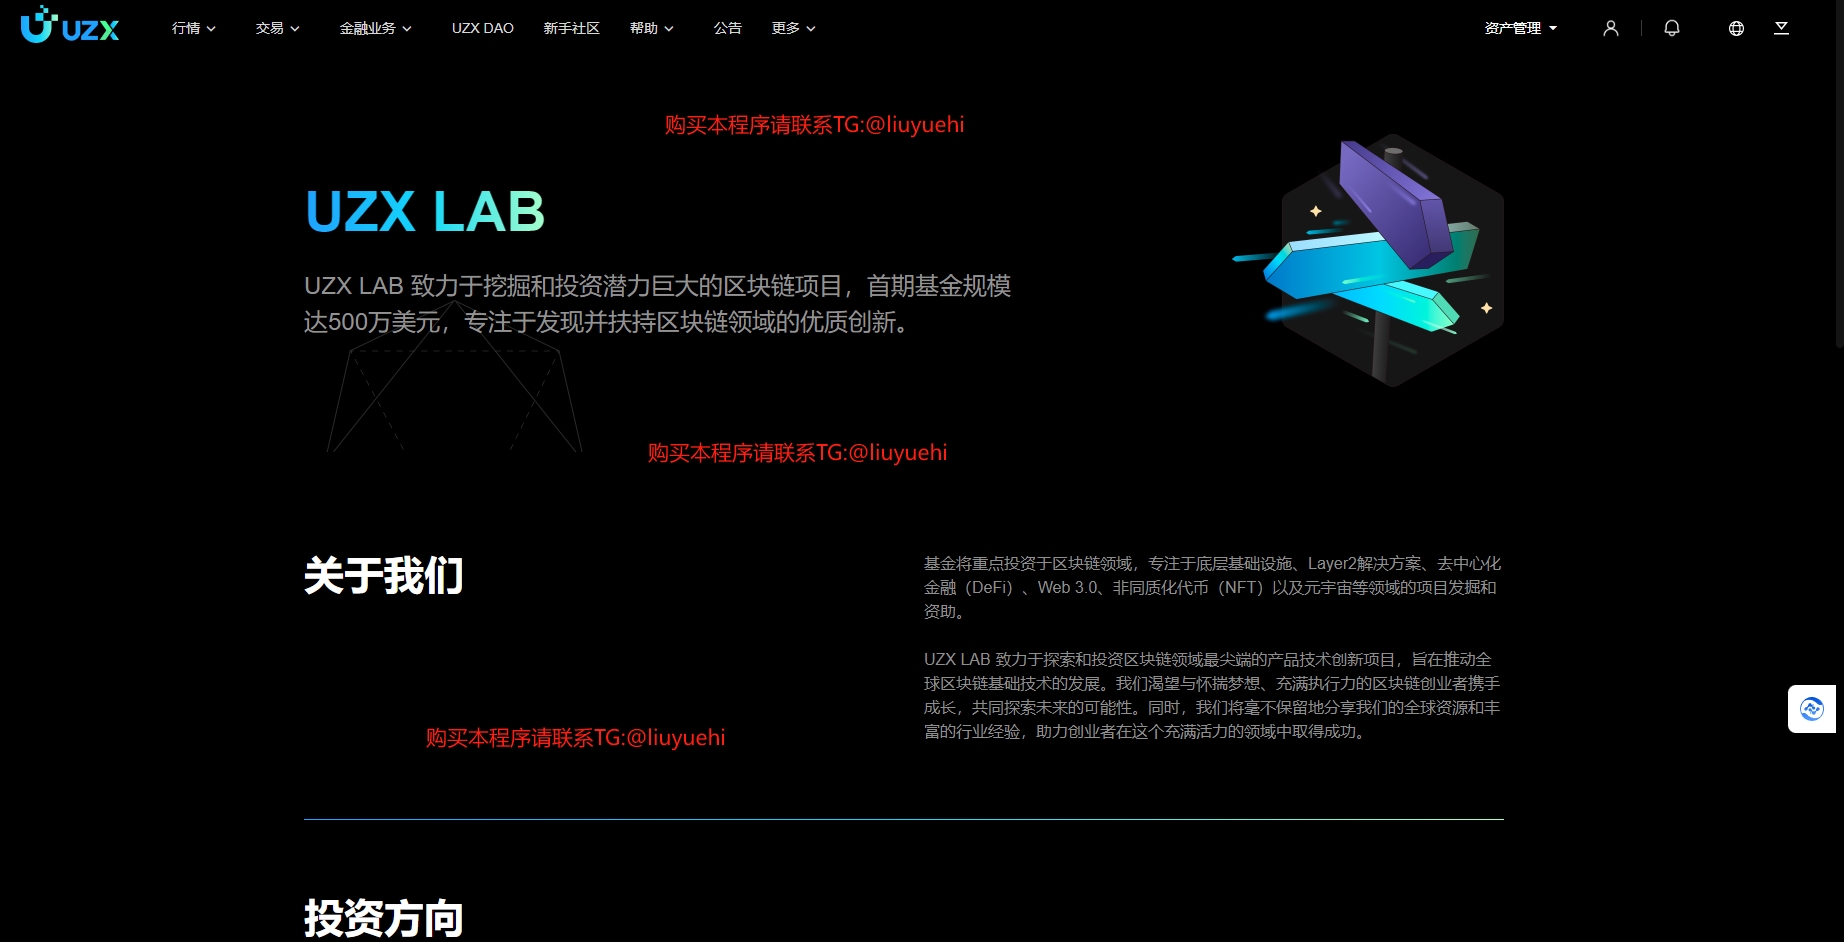 UZX
行情
交易
金融业务
UZX DAO
新手社区
帮助
公告
更多
资产管理
购买本程序请联系TG:@liuyuehi
UZX LAB
UZX LAB 致力于挖掘和投资潜力巨大的区块链项目，首期基金规模
达500万美元，专注于发现并扶持区块链领域的优质创新。
购买本程序请联系TG:@liuyuehi
关于我们
基金将重点投资于区块链领域，专注于底层基础设施、Layer2解决方案、去中心化
金融（DeFi）、Web 3.0、非同质化代币（NFT）以及元宇宙等领域的项目发掘和
资助。
UZX LAB 致力于探索和投资区块链领域最尖端的产品技术创新项目，旨在推动全
球区块链基础技术的发展。我们渴望与怀揣梦想、充满执行力的区块链创业者携手
成长，共同探索未来的可能性。同时，我们将毫不保留地分享我们的全球资源和丰
富的行业经验，助力创业者在这个充满活力的领域中取得成功。
购买本程序请联系TG:@liuyuehi
投资方向